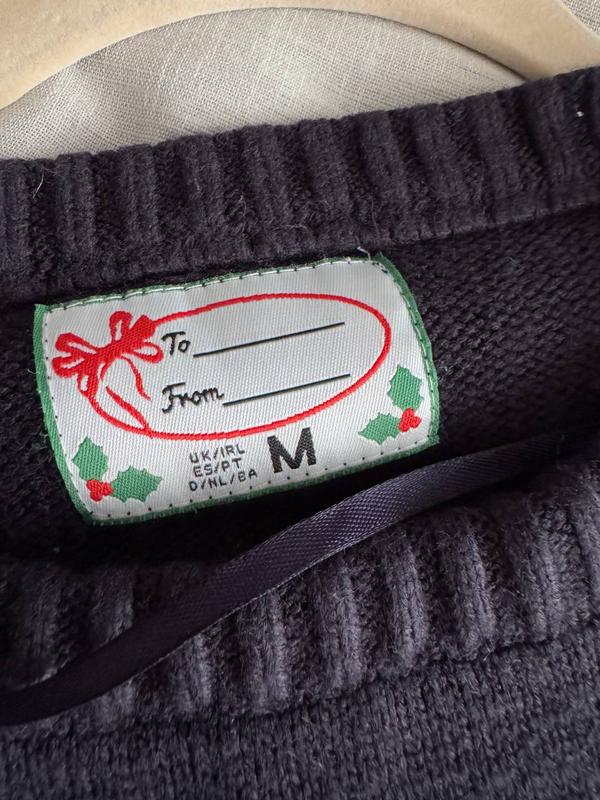 To
From
UK/IRL
ES/PT
D/NL/BA
M